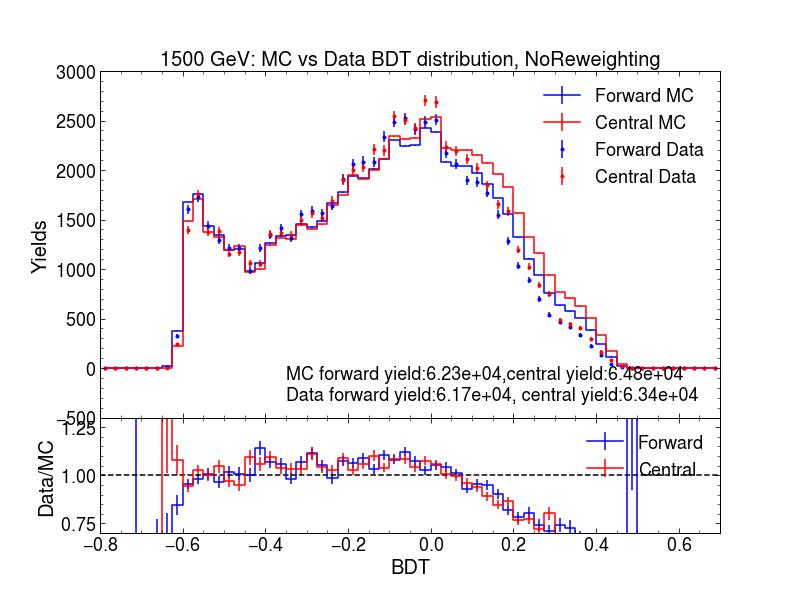 1500 GeV: MC vs Data BDT distribution, NoReweighting
3000
2500
2000
1500
1000
500
0
−500
Yields
Forward MC
Central MC
Forward Data
Central Data
MC forward yield:6.23e+04,central yield:6.48e+04
Data forward yield:6.17e+04, central yield:6.34e+04
1.25
1.00
0.75
Data/MC
Forward
Central
−0.8 −0.6 −0.4 −0.2 0.0 0.2 0.4 0.6
BDT